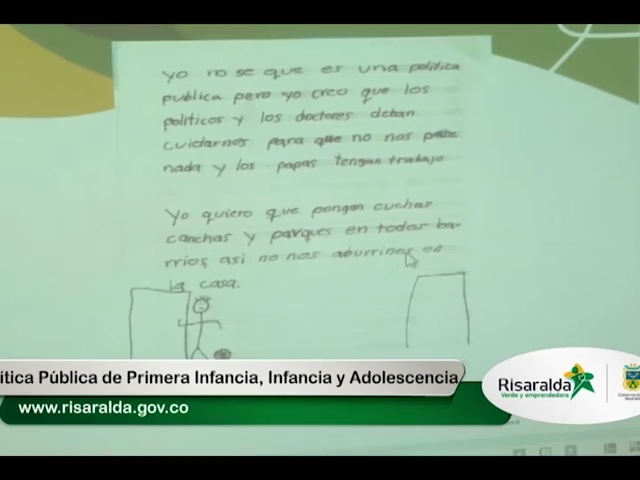 yo no se que es una politica
publica pero yo creo que los
politicos y los doctores deban
cuidarnos para que no nos pase
nada y los papas tengan trabajo
Yo quiero que pongan cuchas
canchas y parques en todos ba-
rrios, asi no nos aburrimos en
la casa.
ítica Pública de Primera Infancia, Infancia y Adolescencia
www.risaralda.gov.co
Risaralda
Verde y emprendedora